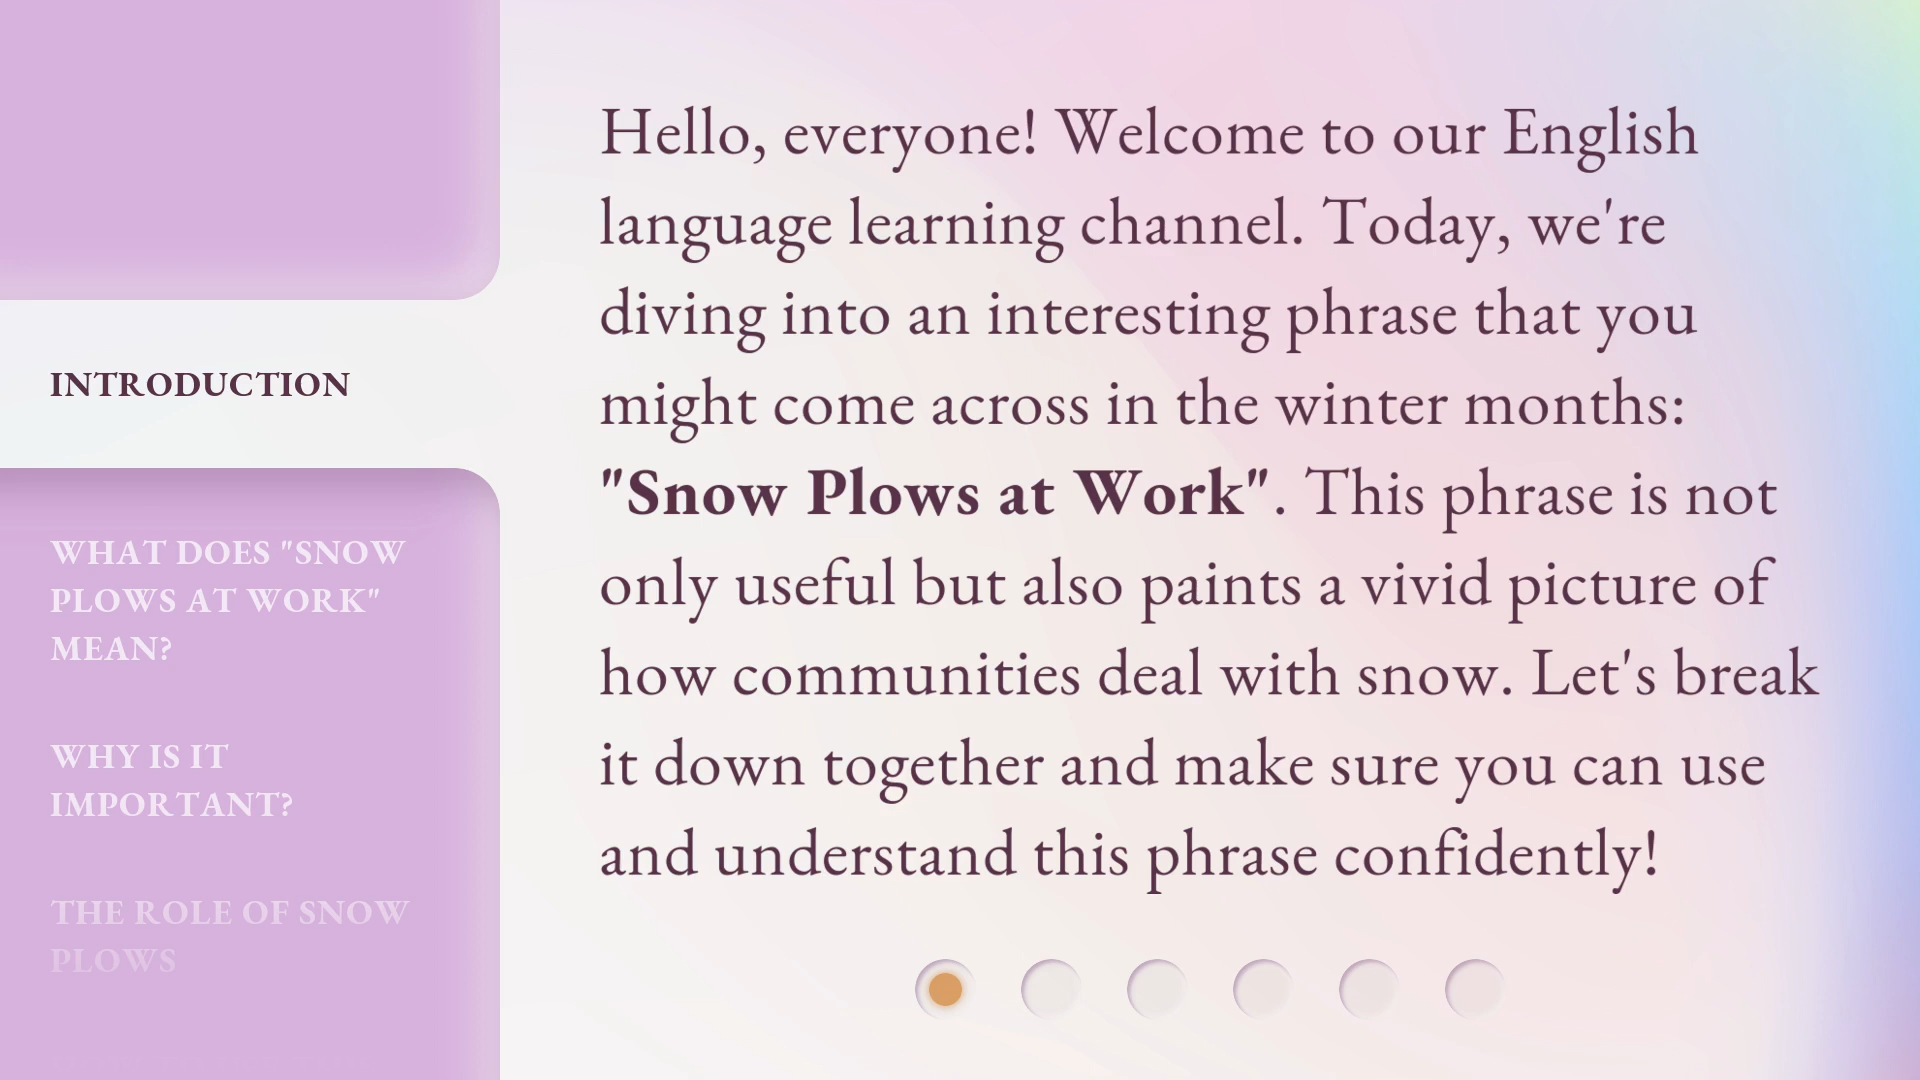 INTRODUCTION
WHAT DOES "SNOW
PLOWS AT WORK"
MEAN?
WHY IS IT
IMPORTANT?
THE ROLE OF SNOW
PLOWS
Hello, everyone! Welcome to our English
language learning channel. Today, we're
diving into an interesting phrase that you
might come across in the winter months:
"Snow Plows at Work". This phrase is not
only useful but also paints a vivid picture of
how communities deal with snow. Let's break
it down together and make sure you can use
and understand this phrase confidently!